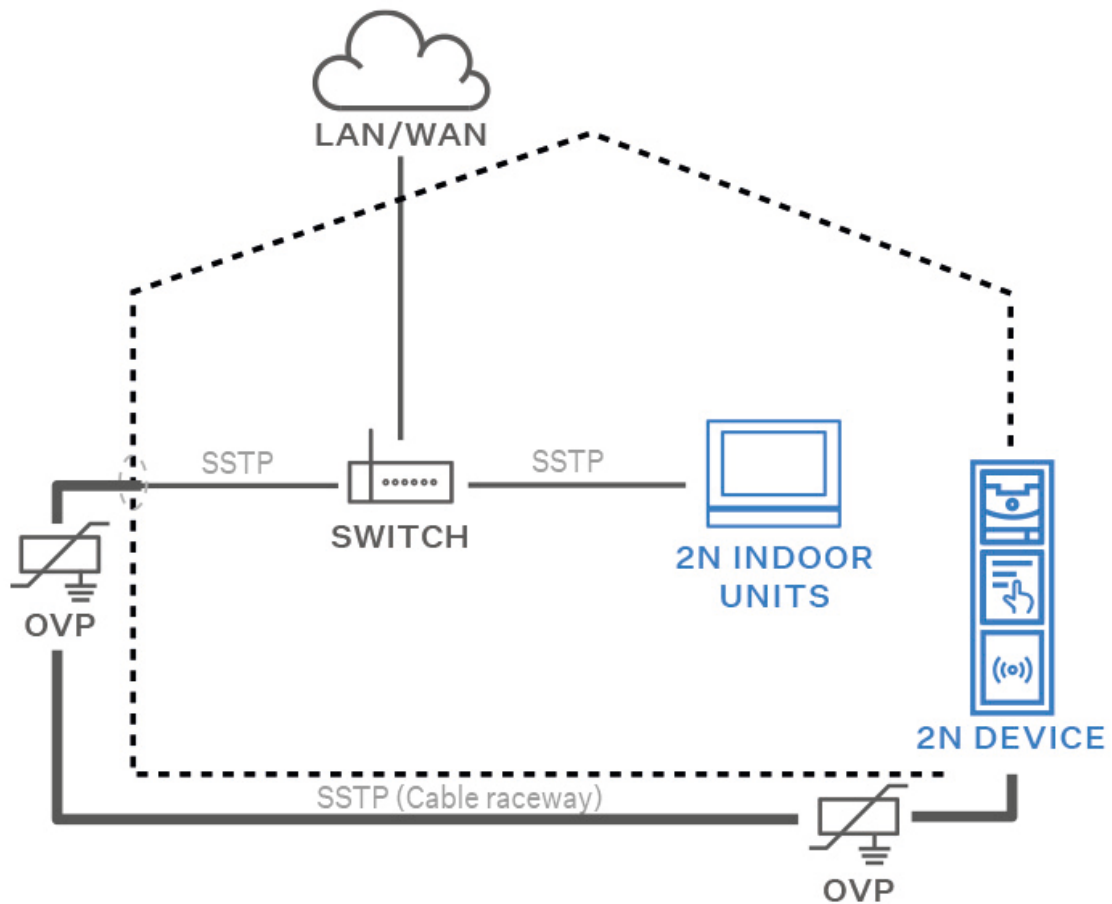 LAN/WAN
SSTP
SSTP
SWITCH
2N INDOOR
UNITS
OVP
2N DEVICE
SSTP (Cable raceway)
OVP